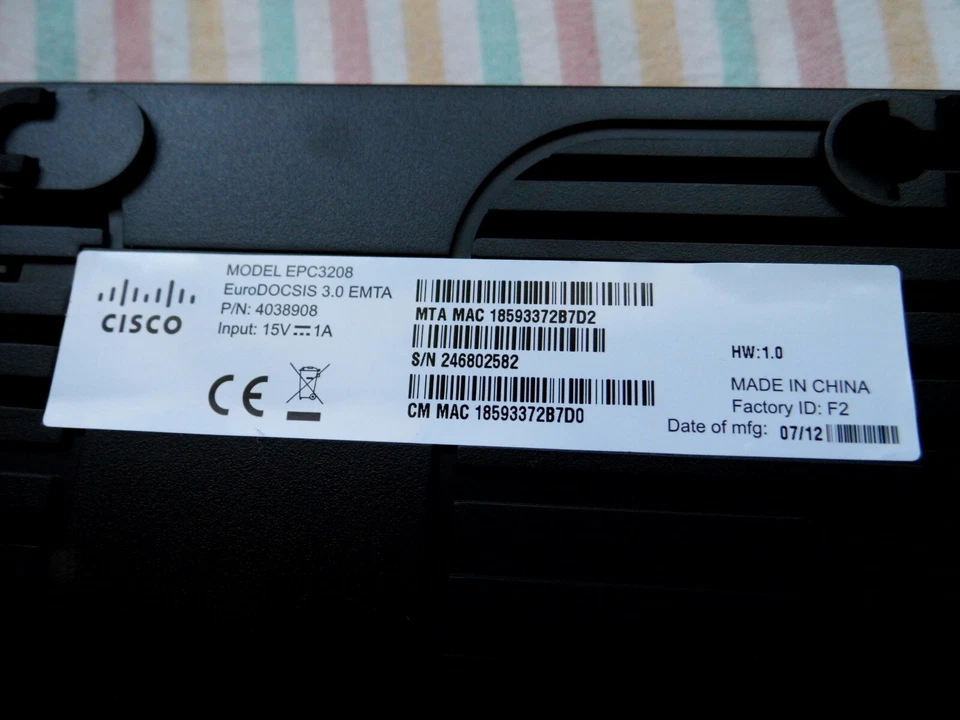 CISCO
MODEL EPC3208
EuroDOCSIS 3.0 EMTA
P/N: 4038908
Input: 15V⎓1A
CE
MTA MAC 18593372B7D2
S/N 246802582
CM MAC 18593372B7D0
HW:1.0
MADE IN CHINA
Factory ID: F2
Date of mfg: 07/12